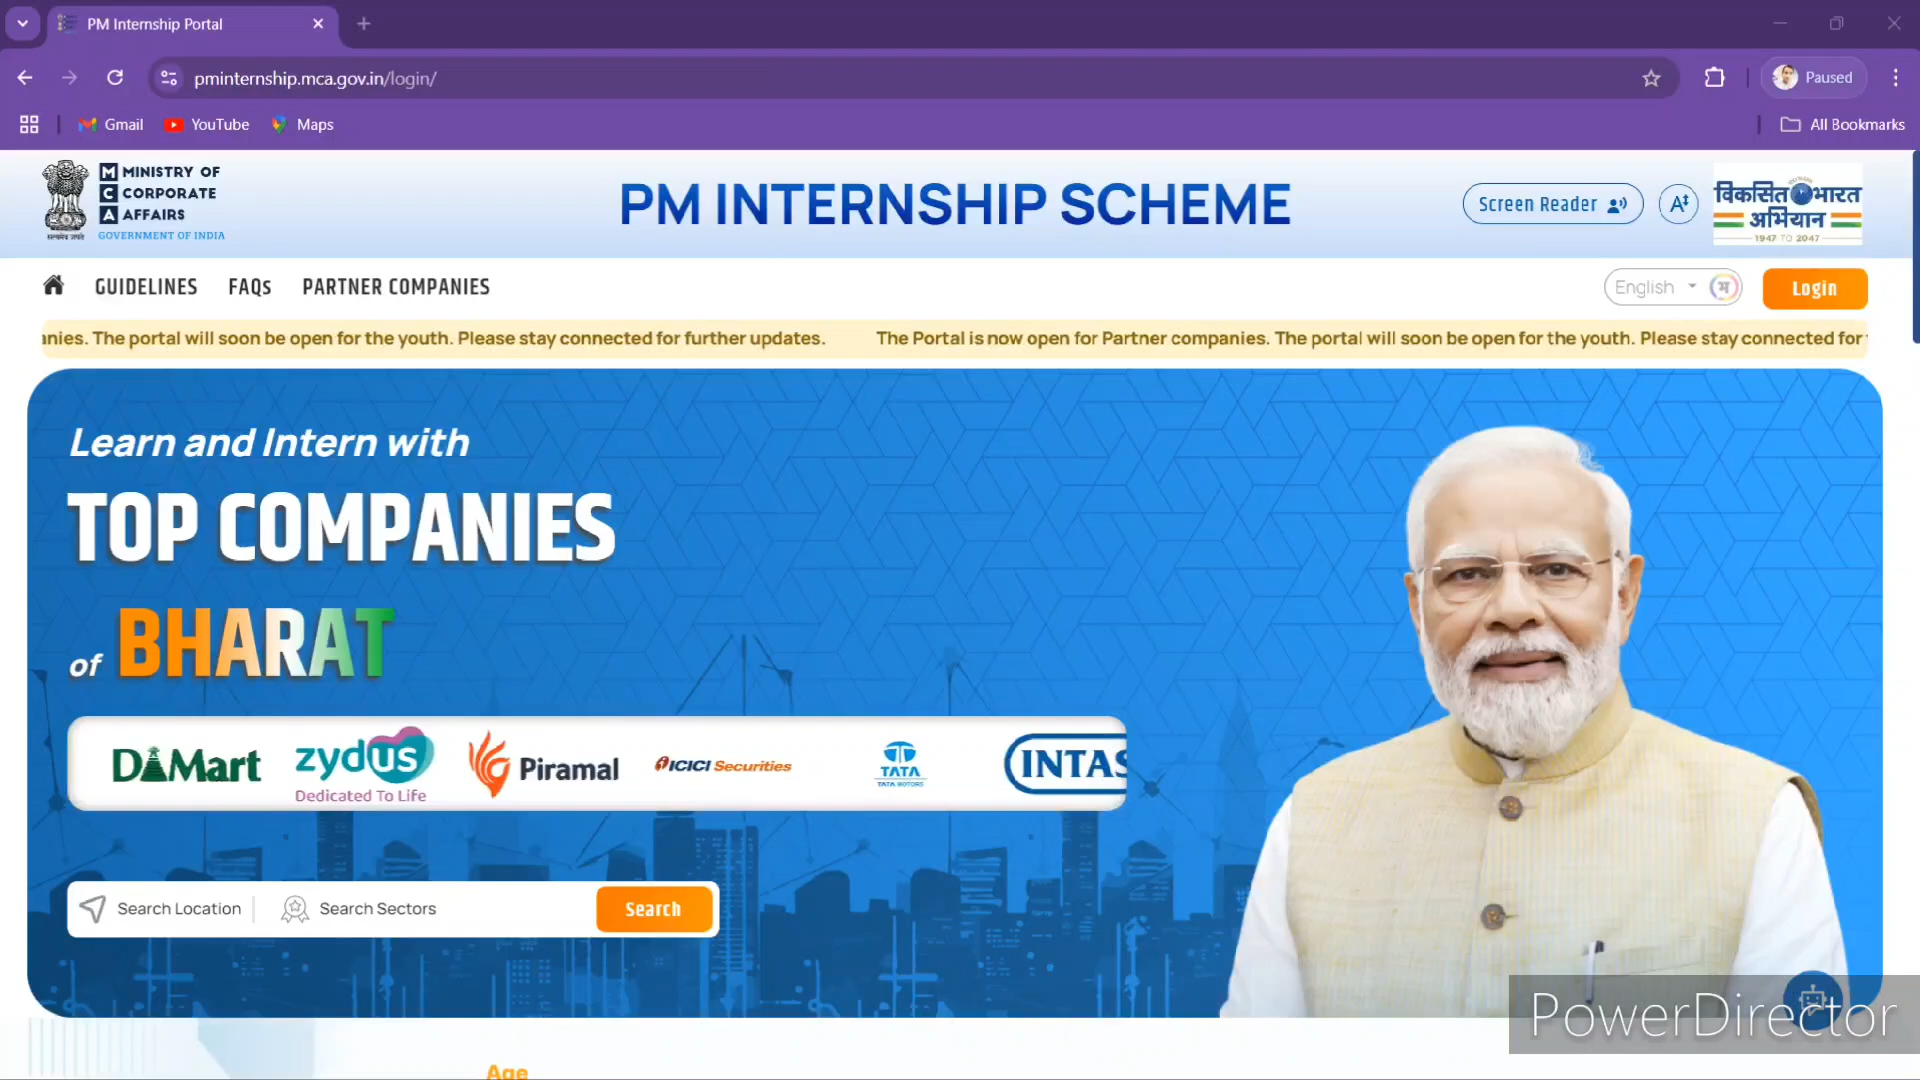 PM Internship Portal
pminternship.mca.gov.in/login/
Paused
Gmail
YouTube
Maps
All Bookmarks
MINISTRY OF
CORPORATE
AFFAIRS
GOVERNMENT OF INDIA
सत्यमेव जयते
PM INTERNSHIP SCHEME
Screen Reader
A
विकसित भारत
अभियान
1947 TO 2047
GUIDELINES
FAQs
PARTNER COMPANIES
English
म
Login
anies. The portal will soon be open for the youth. Please stay connected for further updates. The Portal is now open for Partner companies. The portal will soon be open for the youth. Please stay connected for
Learn and Intern with
TOP COMPANIES
of BHARAT
DMart
zydus
Dedicated To Life
Piramal
ICICI Securities
TATA
TATA MOTORS
INTAS
Search Location
Search Sectors
Search
PowerDirector
Age